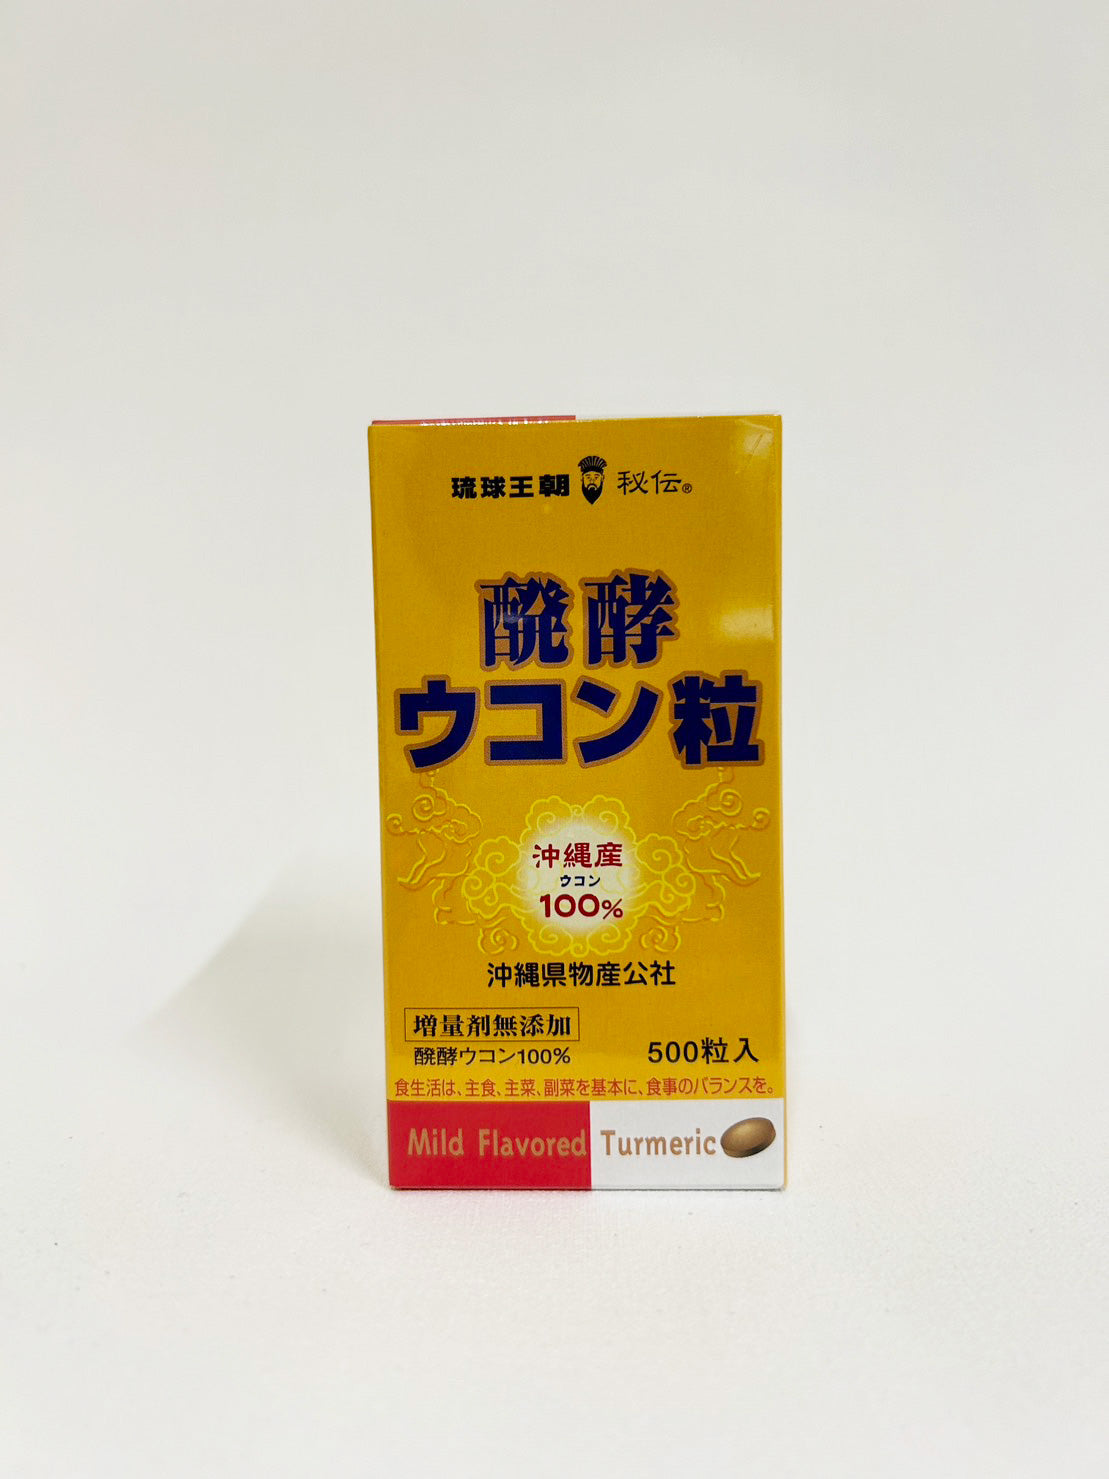 琉球王朝 秘伝®
醗酵
ウコン粒
沖縄産
ウコン
100%
沖縄県物産公社
増量剤無添加
醗酵ウコン100%
500粒入
食生活は、主食、主菜、副菜を基本に、食事のバランスを。
Mild Flavored Turmeric